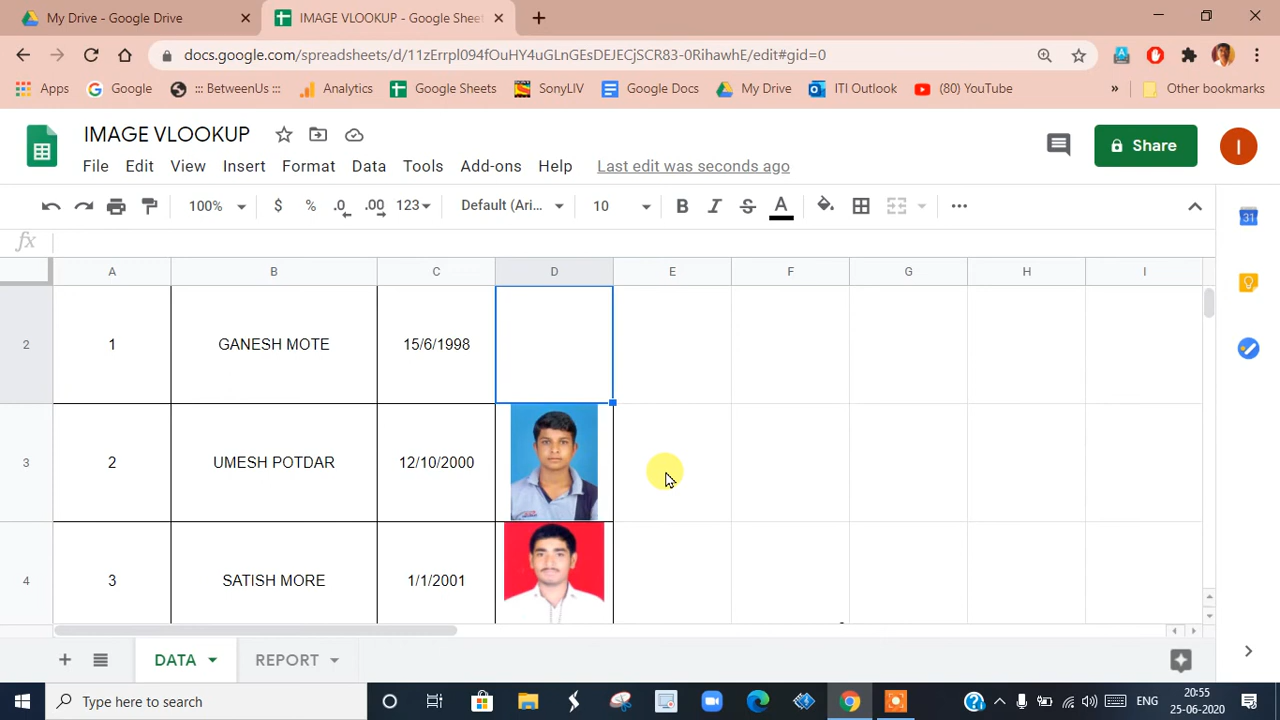 My Drive - Google Drive
IMAGE VLOOKUP - Google Shee
docs.google.com/spreadsheets/d/11zErrpl094fOuHY4uGLnGEsDEJECjSCR83-0RihawhE/edit#gid=0
Apps Google ::: BetweenUs ::: Analytics Google Sheets SonyLIV Google Docs My Drive ITI Outlook (80) YouTube » Other bookmarks
IMAGE VLOOKUP
File Edit View Insert Format Data Tools Add-ons Help Last edit was seconds ago
Share
I
100% $ % .0 .00 123 Default (Ari... 10 B I S A
fx
A B C D E F G H I
2 1 GANESH MOTE 15/6/1998
3 2 UMESH POTDAR 12/10/2000
4 3 SATISH MORE 1/1/2001
31
DATA REPORT
Type here to search
ENG
20:55
25-06-2020